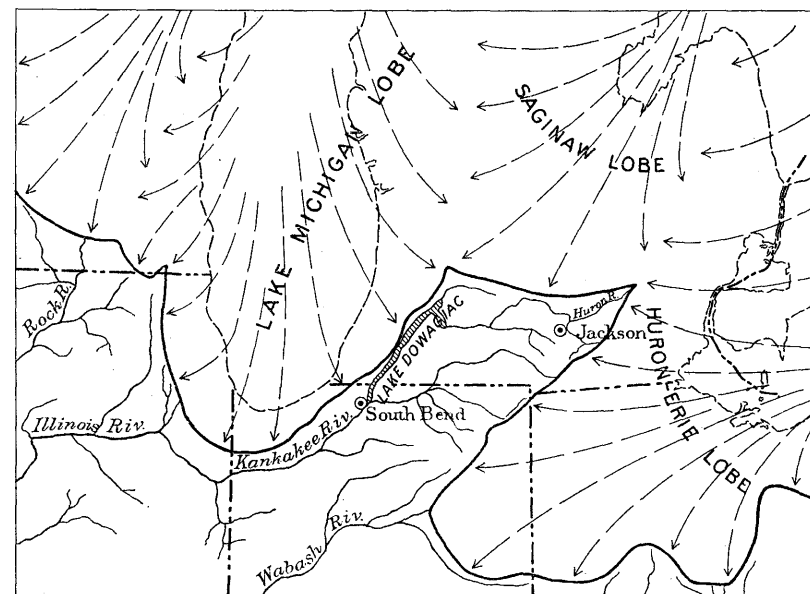 LAKE MICHIGAN LOBE
SAGINAW LOBE
Rock R.
Huron R.
Jackson
HURON-ERIE LOBE
LAKE DOWAGIAC
South Bend
Illinois Riv.
Kankakee Riv.
Wabash Riv.